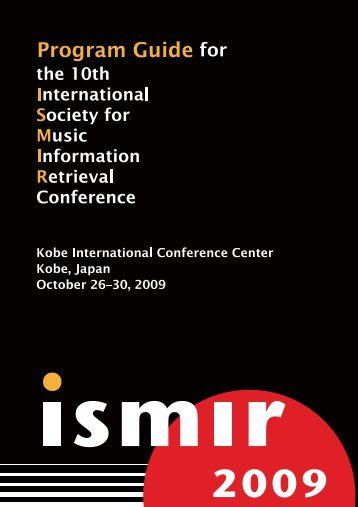 Program Guide for
the 10th
International
Society for
Music
Information
Retrieval
Conference
Kobe International Conference Center
Kobe, Japan
October 26–30, 2009
ismir
2009